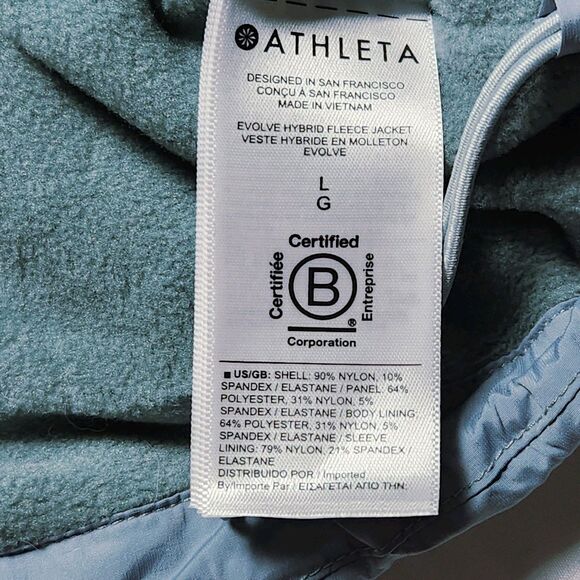 ATHLETA
DESIGNED IN SAN FRANCISCO
CONÇU À SAN FRANCISCO
MADE IN VIETNAM
EVOLVE HYBRID FLEECE JACKET
VESTE HYBRIDE EN MOLLETON
EVOLVE
L
G
Certified
Certifiée
B
Entreprise
®
Corporation
■ US/GB: SHELL: 90% NYLON, 10%
SPANDEX / ELASTANE / PANEL: 64%
POLYESTER, 31% NYLON, 5%
SPANDEX / ELASTANE / BODY LINING:
64% POLYESTER, 31% NYLON, 5%
SPANDEX / ELASTANE / SLEEVE
LINING: 79% NYLON, 21% SPANDEX
ELASTANE
DISTRIBUIDO POR / Imported
By/Importe Par / ΕΙΣΑΓΕΤΑΙ ΑΠΟ ΤΗΝ: